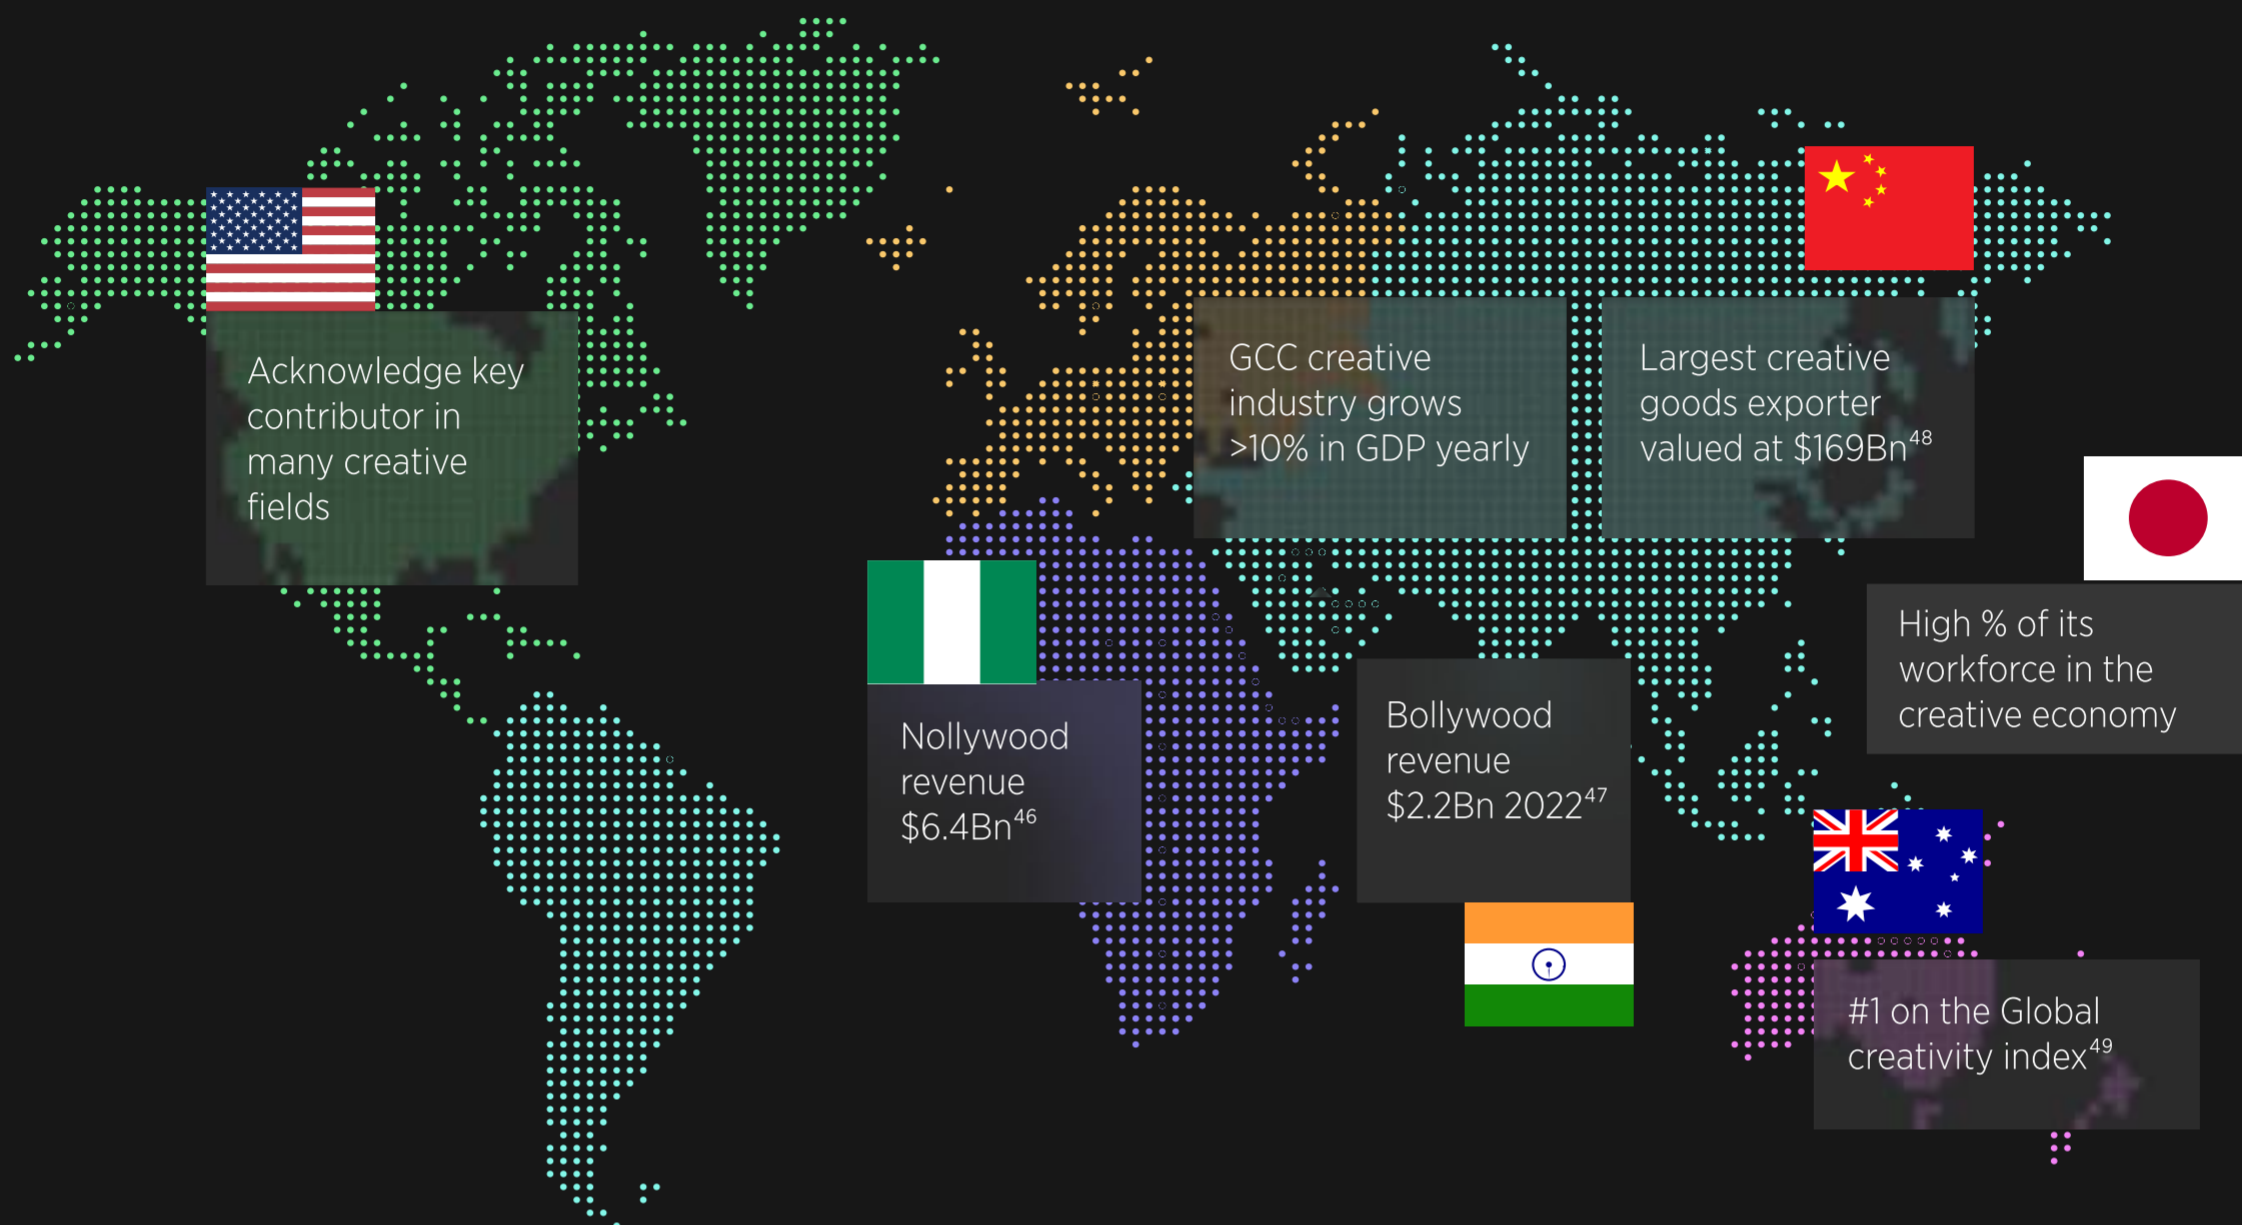 Acknowledge key
contributor in
many creative
fields
GCC creative
industry grows
>10% in GDP yearly
Largest creative
goods exporter
valued at $169Bn⁴⁸
High % of its
workforce in the
creative economy
Nollywood
revenue
$6.4Bn⁴⁶
Bollywood
revenue
$2.2Bn 2022⁴⁷
#1 on the Global
creativity index⁴⁹